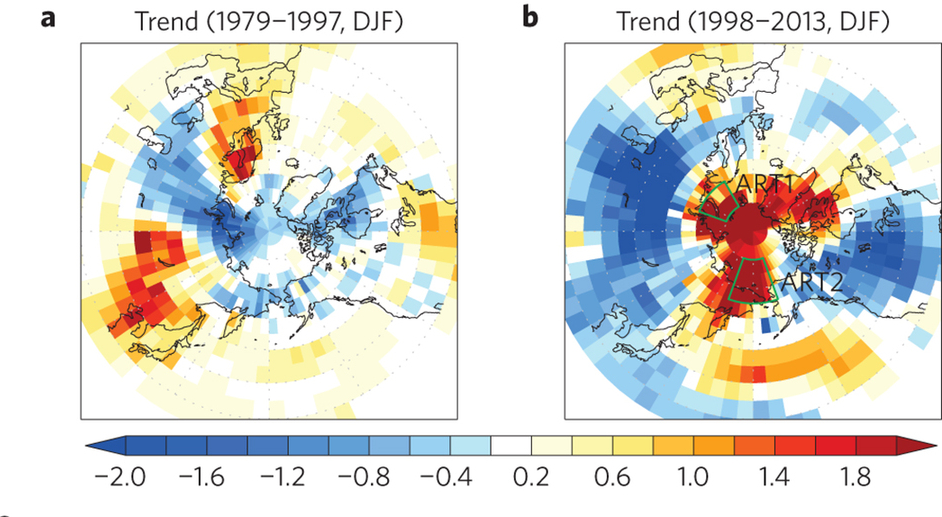 a Trend (1979–1997, DJF)
b Trend (1998–2013, DJF)
ART1
ART2
−2.0 −1.6 −1.2 −0.8 −0.4 0.2 0.6 1.0 1.4 1.8